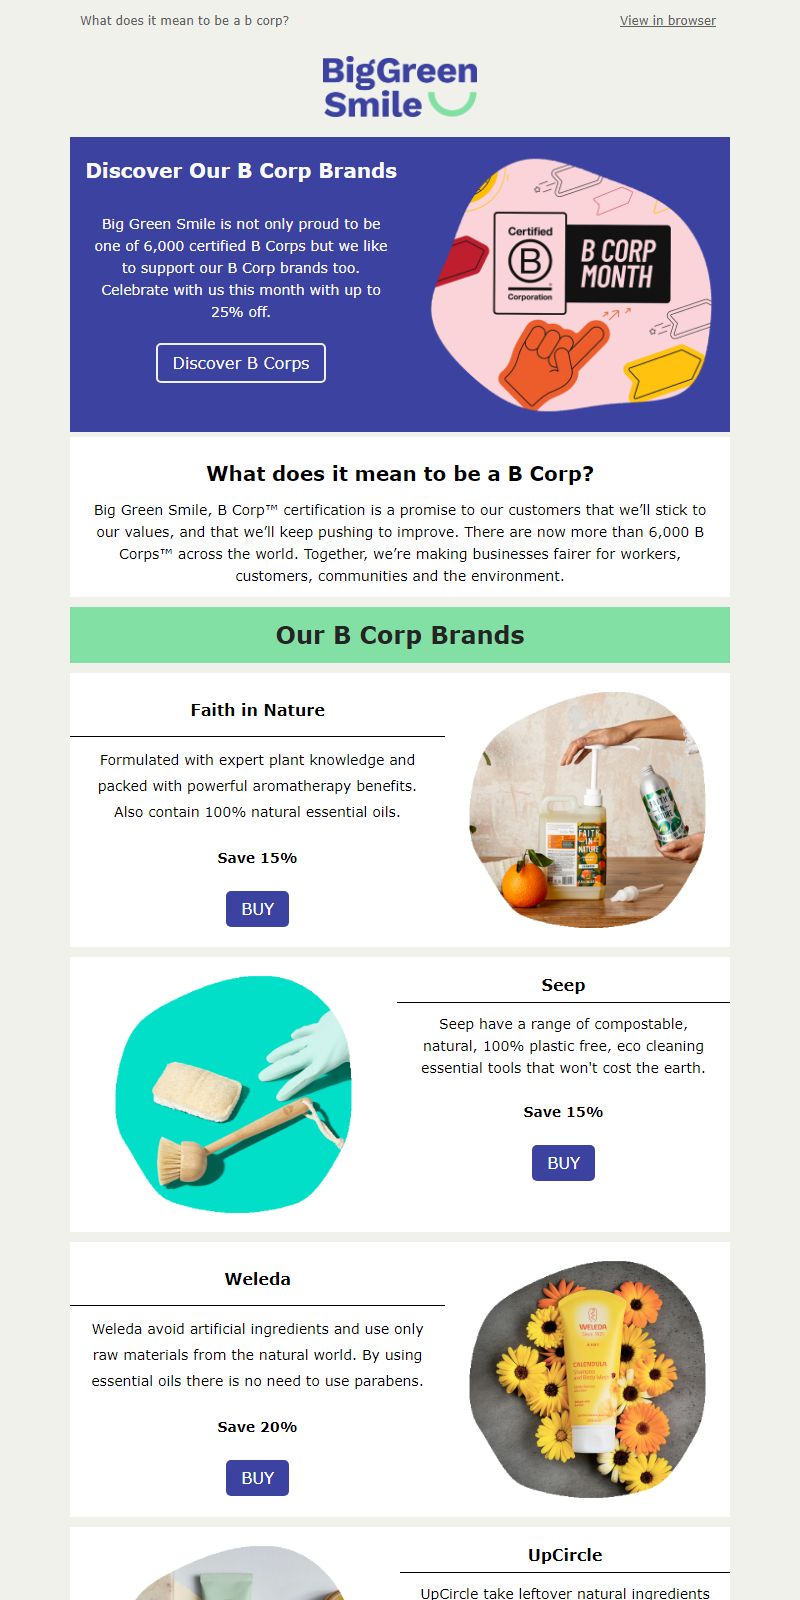 What does it mean to be a b corp?
View in browser
BigGreen
Smile
Discover Our B Corp Brands
Big Green Smile is not only proud to be
one of 6,000 certified B Corps but we like
to support our B Corp brands too.
Celebrate with us this month with up to
25% off.
Discover B Corps
Certified
B
Corporation
B CORP
MONTH
What does it mean to be a B Corp?
Big Green Smile, B Corp™ certification is a promise to our customers that we’ll stick to
our values, and that we’ll keep pushing to improve. There are now more than 6,000 B
Corps™ across the world. Together, we’re making businesses fairer for workers,
customers, communities and the environment.
Our B Corp Brands
Faith in Nature
Formulated with expert plant knowledge and
packed with powerful aromatherapy benefits.
Also contain 100% natural essential oils.
Save 15%
BUY
FAITH
IN
NATURE
FAITH
IN
NATURE
Seep
Seep have a range of compostable,
natural, 100% plastic free, eco cleaning
essential tools that won't cost the earth.
Save 15%
BUY
Weleda
Weleda avoid artificial ingredients and use only
raw materials from the natural world. By using
essential oils there is no need to use parabens.
Save 20%
BUY
WELEDA
Since 1921
CALENDULA
Shampoo
and Body Wash
UpCircle
UpCircle take leftover natural ingredients